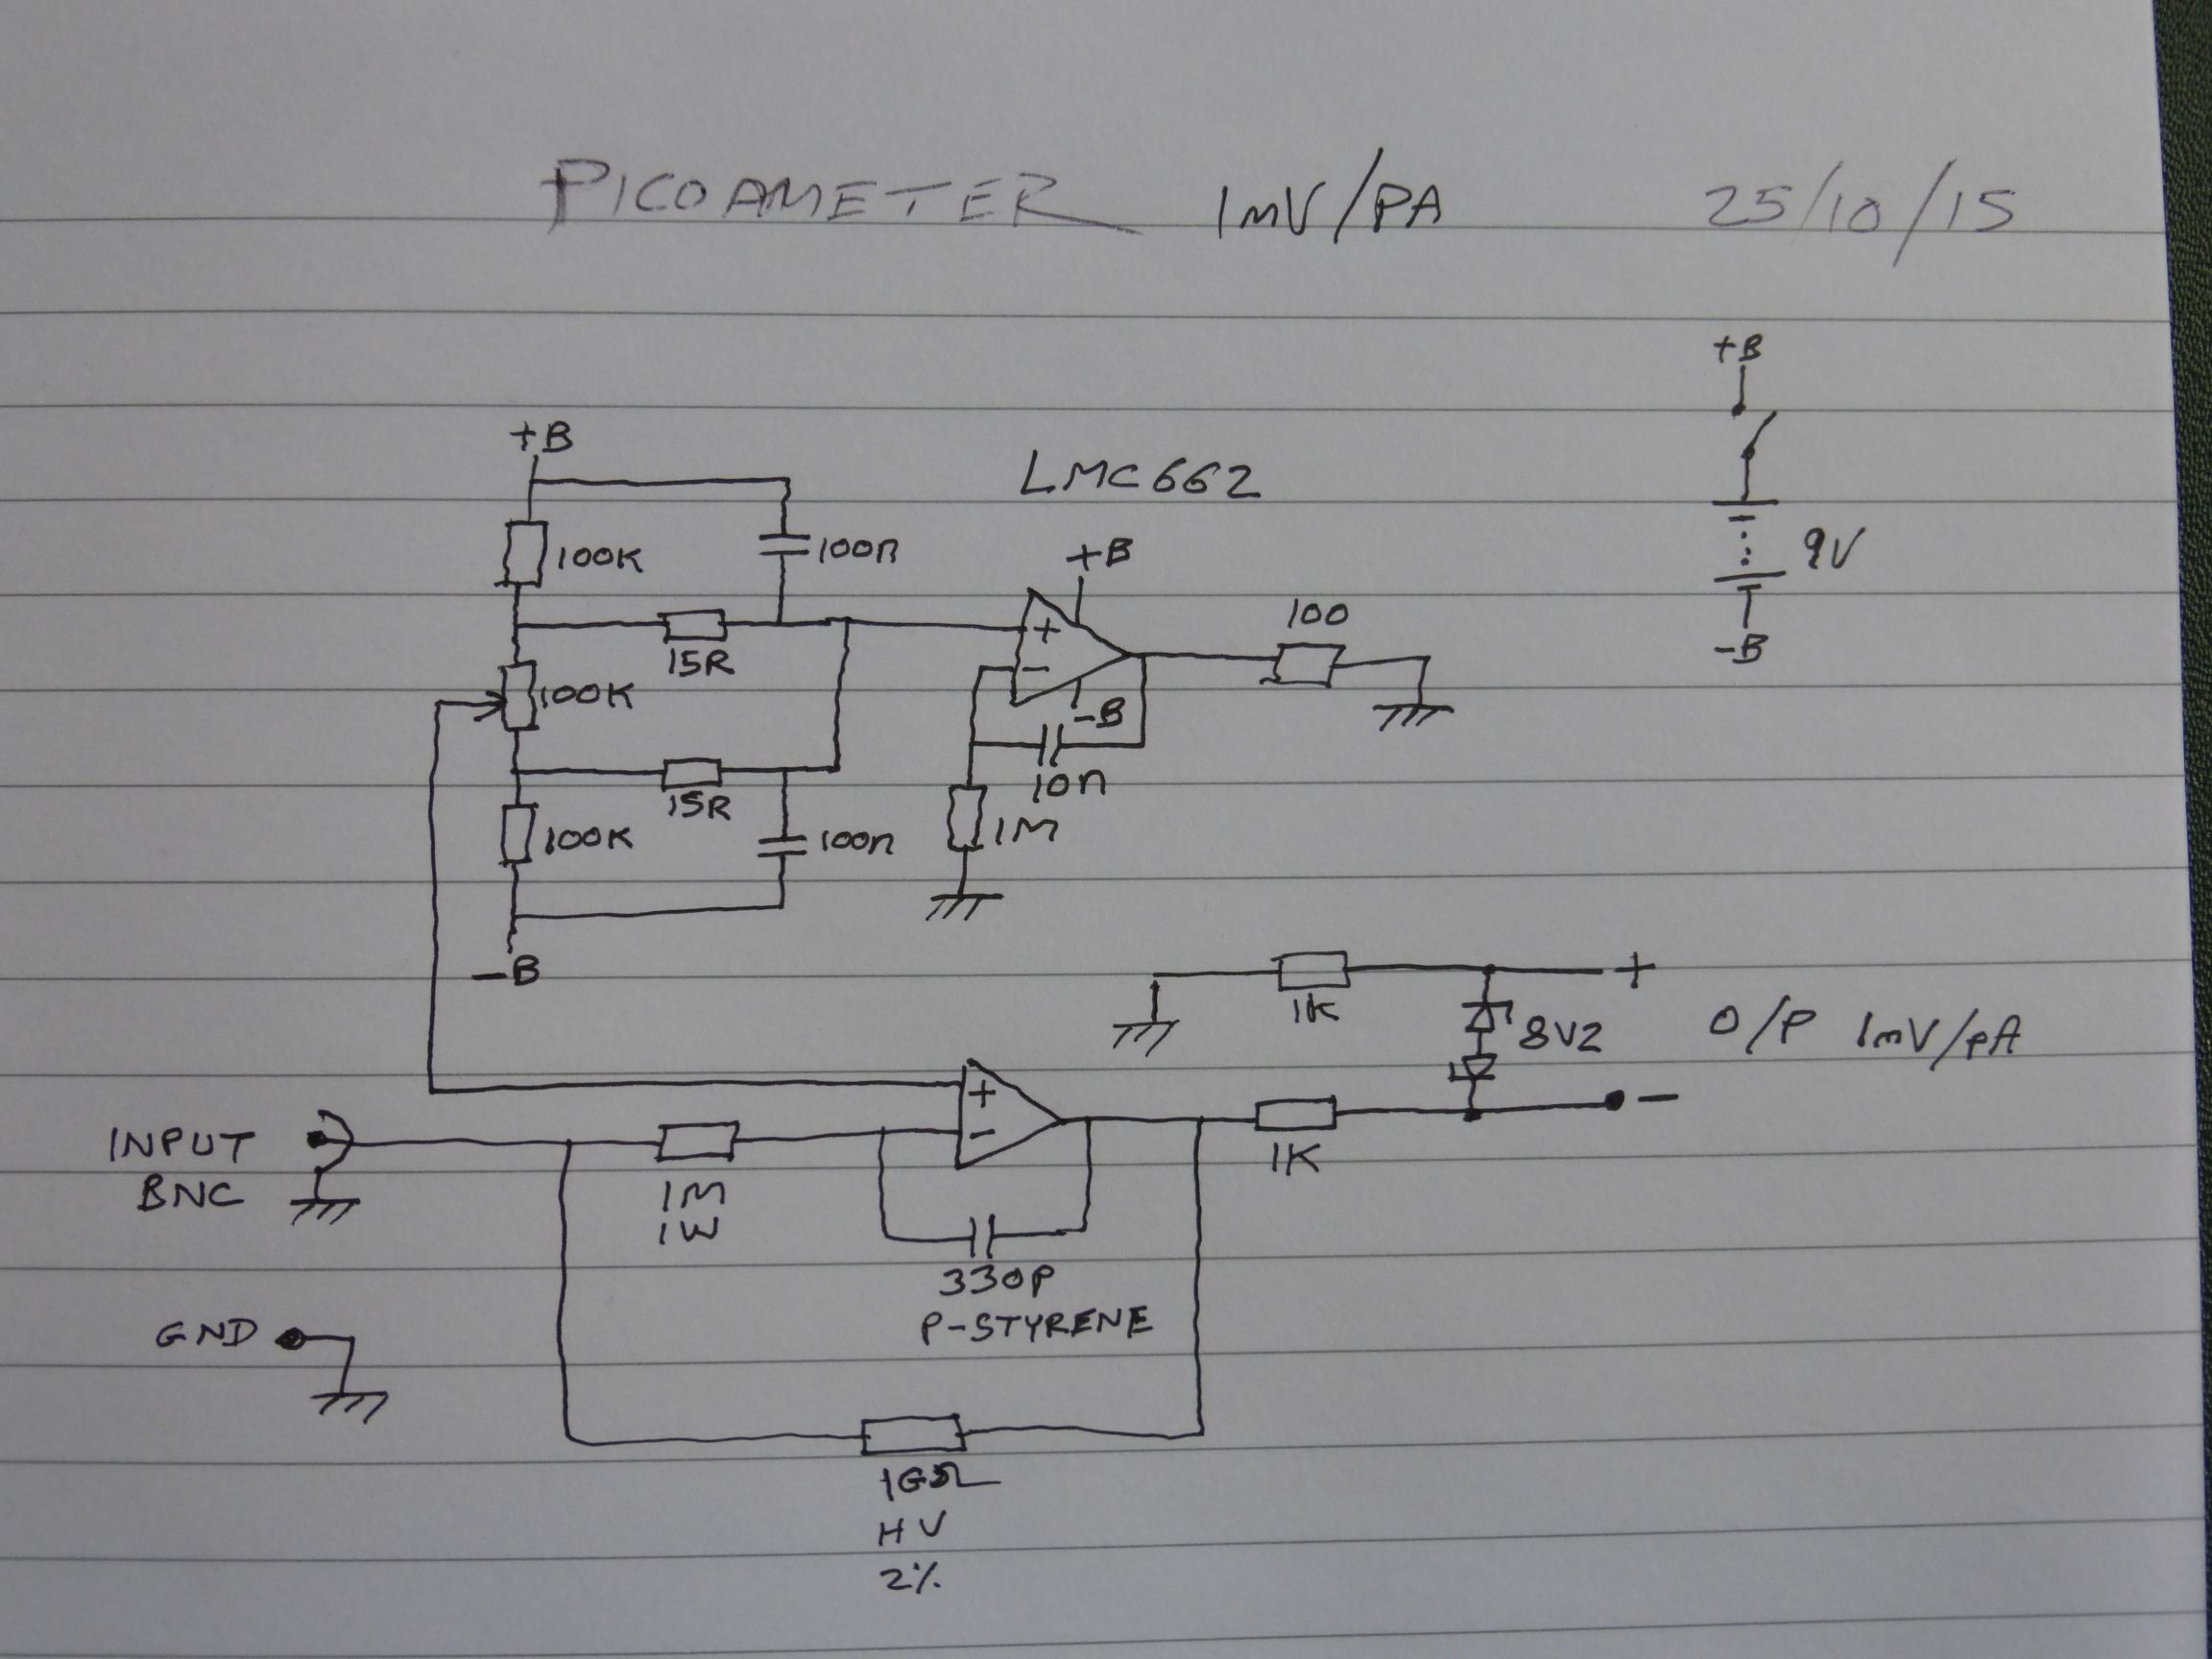 PICOAMETER 1mV/PA 25/10/15
+B
+B
LMC662
100K
100n
+B
9V
100
-B
15R
100K
-B
10n
15R
100K
100n
1M
-B
+
1K
8V2
O/P 1mV/pA
+
-
-
INPUT
BNC
1M
1W
1K
330P
P-STYRENE
GND
1GΩ
HV
2%
+
-